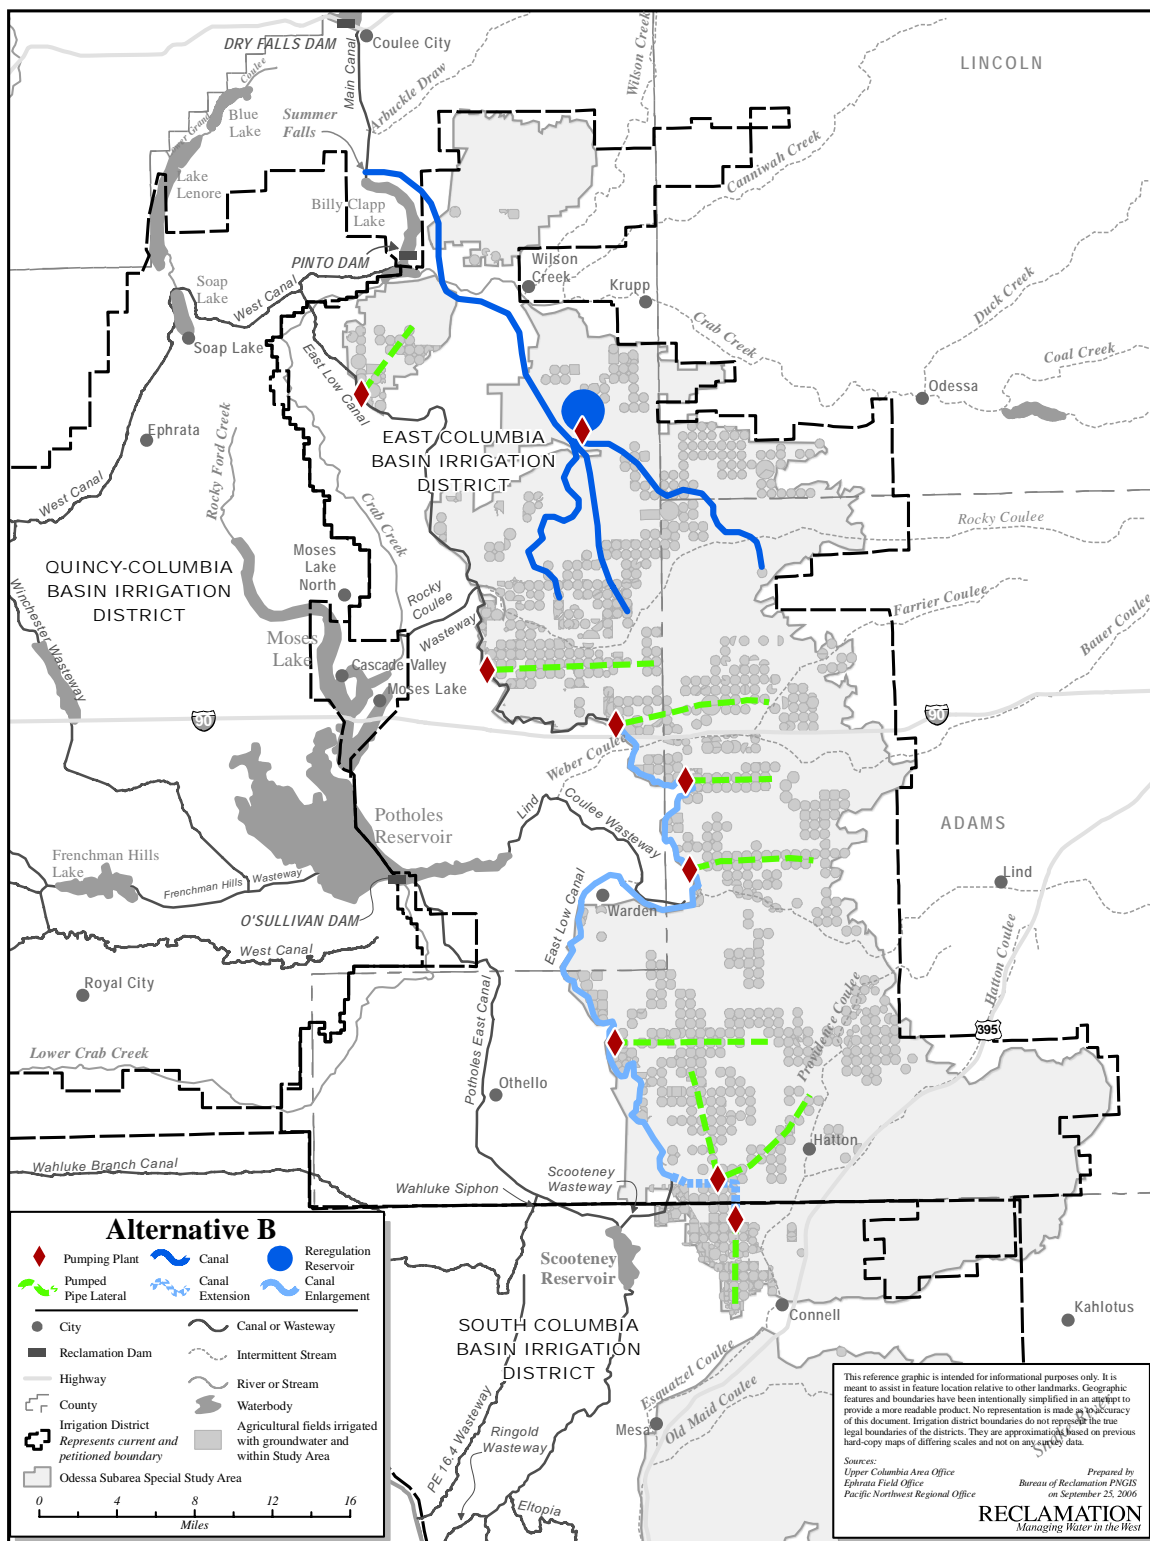 DRY FALLS DAM
Coulee City
Main Canal
Arbuckle Draw
Wilson Creek
LINCOLN
Coulee
Blue
Lake
Summer
Falls
Lake
Lenore
Canniwah Creek
Billy Clapp
Lake
PINTO DAM
Wilson
Creek
Krupp
Duck Creek
Soap
Lake
West Canal
Crab Creek
Coal Creek
Soap Lake
East Low Canal
Odessa
Ephrata
Rocky Ford Creek
EAST COLUMBIA
BASIN IRRIGATION
DISTRICT
West Canal
Crab Creek
Rocky Coulee
Moses
Lake
North
QUINCY-COLUMBIA
BASIN IRRIGATION
DISTRICT
Rocky
Coulee
Wasteway
Farrier Coulee
Bauer Coulee
Winchester Wasteway
Moses
Lake
Cascade Valley
Moses Lake
90
90
Weber Coulee
Lind
Coulee Wasteway
Potholes
Reservoir
ADAMS
Frenchman Hills
Lake
Frenchman Hills Wasteway
Lind
O'SULLIVAN DAM
East Low Canal
Warden
West Canal
Hatton Coulee
Royal City
Potholes East Canal
Providence Coulee
395
Lower Crab Creek
Othello
Hatton
Wahluke Branch Canal
Scooteney
Wasteway
Wahluke Siphon
Scooteney
Reservoir
Connell
Kahlotus
SOUTH COLUMBIA
BASIN IRRIGATION
DISTRICT
Esquatzel Coulee
Old Maid Coulee
Mesa
PE 16.4 Wasteway
Ringold
Wasteway
Eltopia
Snake River
Alternative B
Pumping Plant
Canal
Reregulation
Reservoir
Pumped
Pipe Lateral
Canal
Extension
Canal
Enlargement
City
Canal or Wasteway
Reclamation Dam
Intermittent Stream
Highway
River or Stream
County
Waterbody
Irrigation District
Represents current and
petitioned boundary
Agricultural fields irrigated
with groundwater and
within Study Area
Odessa Subarea Special Study Area
0 4 8 12 16
Miles
This reference graphic is intended for informational purposes only. It is
meant to assist in feature location relative to other landmarks. Geographic
features and boundaries have been intentionally simplified in an attempt to
provide a more readable product. No representation is made as to accuracy
of this document. Irrigation district boundaries do not represent the true
legal boundaries of the districts. They are approximations based on previous
hard-copy maps of differing scales and not on any survey data.
Sources:
Upper Columbia Area Office
Ephrata Field Office
Pacific Northwest Regional Office
Prepared by
Bureau of Reclamation PNGIS
on September 25, 2006
RECLAMATION
Managing Water in the West